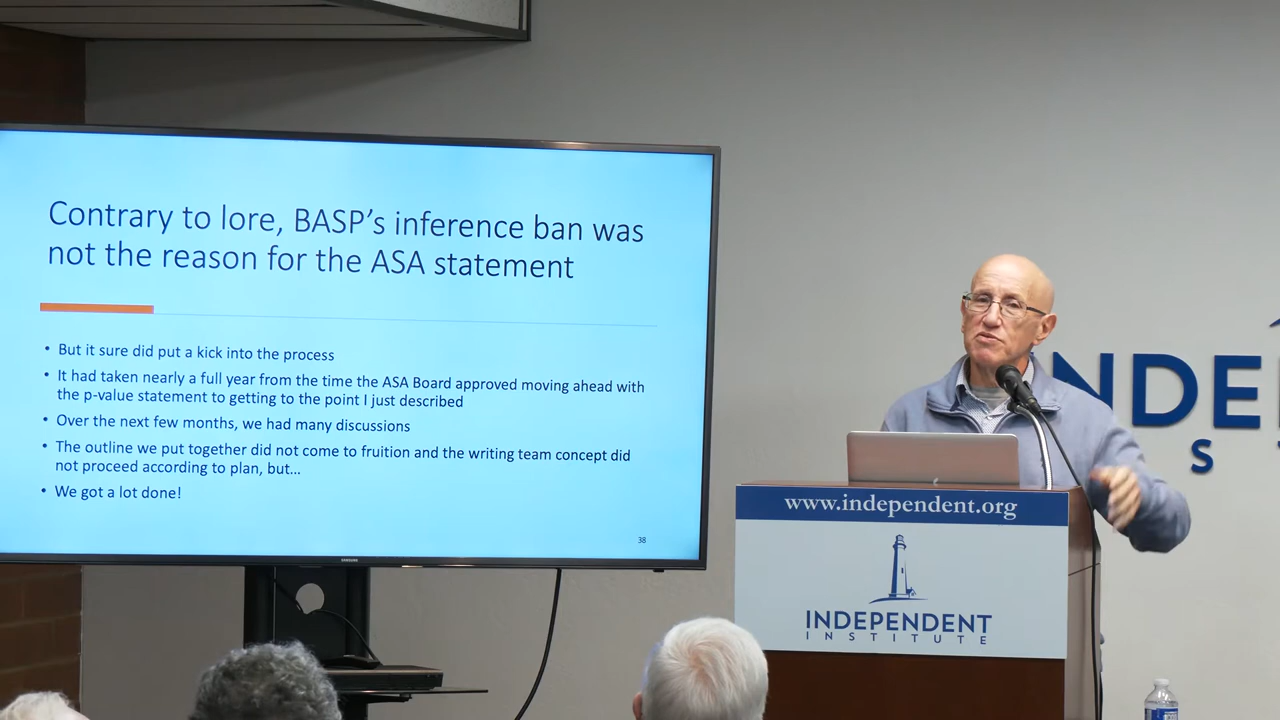 Contrary to lore, BASP's inference ban was
not the reason for the ASA statement
• But it sure did put a kick into the process
• It had taken nearly a full year from the time the ASA Board approved moving ahead with
the p-value statement to getting to the point I just described
• Over the next few months, we had many discussions
• The outline we put together did not come to fruition and the writing team concept did
not proceed according to plan, but...
• We got a lot done!
38
SAMSUNG
www.independent.org
INDEPENDENT
INSTITUTE
NDE
S